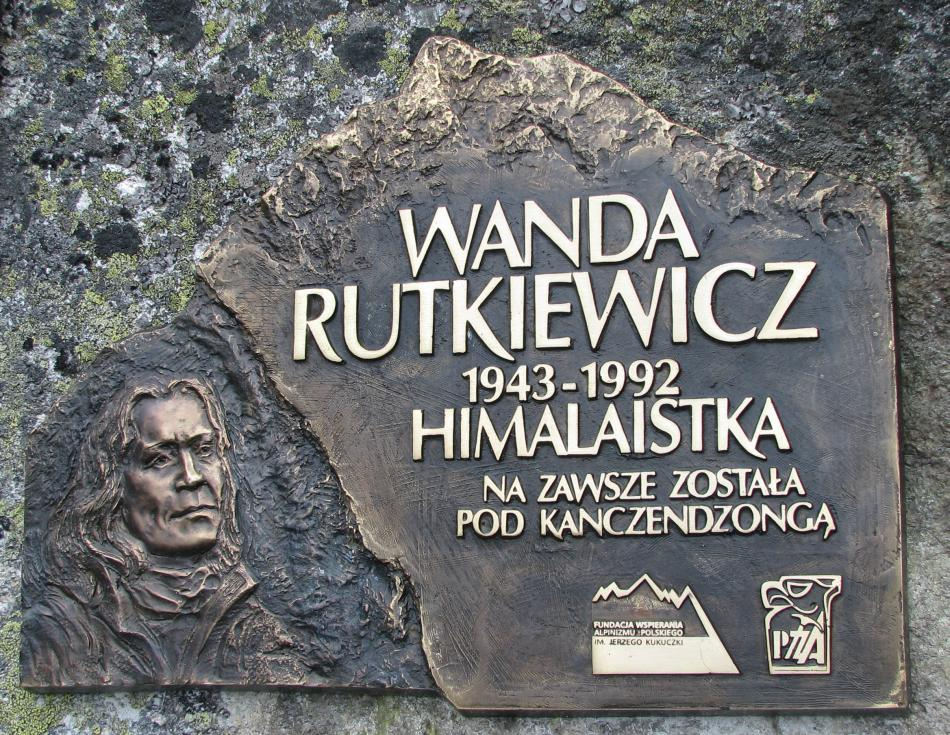 WANDA
RUTKIEWICZ
1943-1992
HIMALAISTKA
NA ZAWSZE ZOSTAŁA
POD KANCZENDZONGĄ
FUNDACJA WSPIERANIA
ALPINIZMU POLSKIEGO
IM. JERZEGO KUKUCZKI
PZA